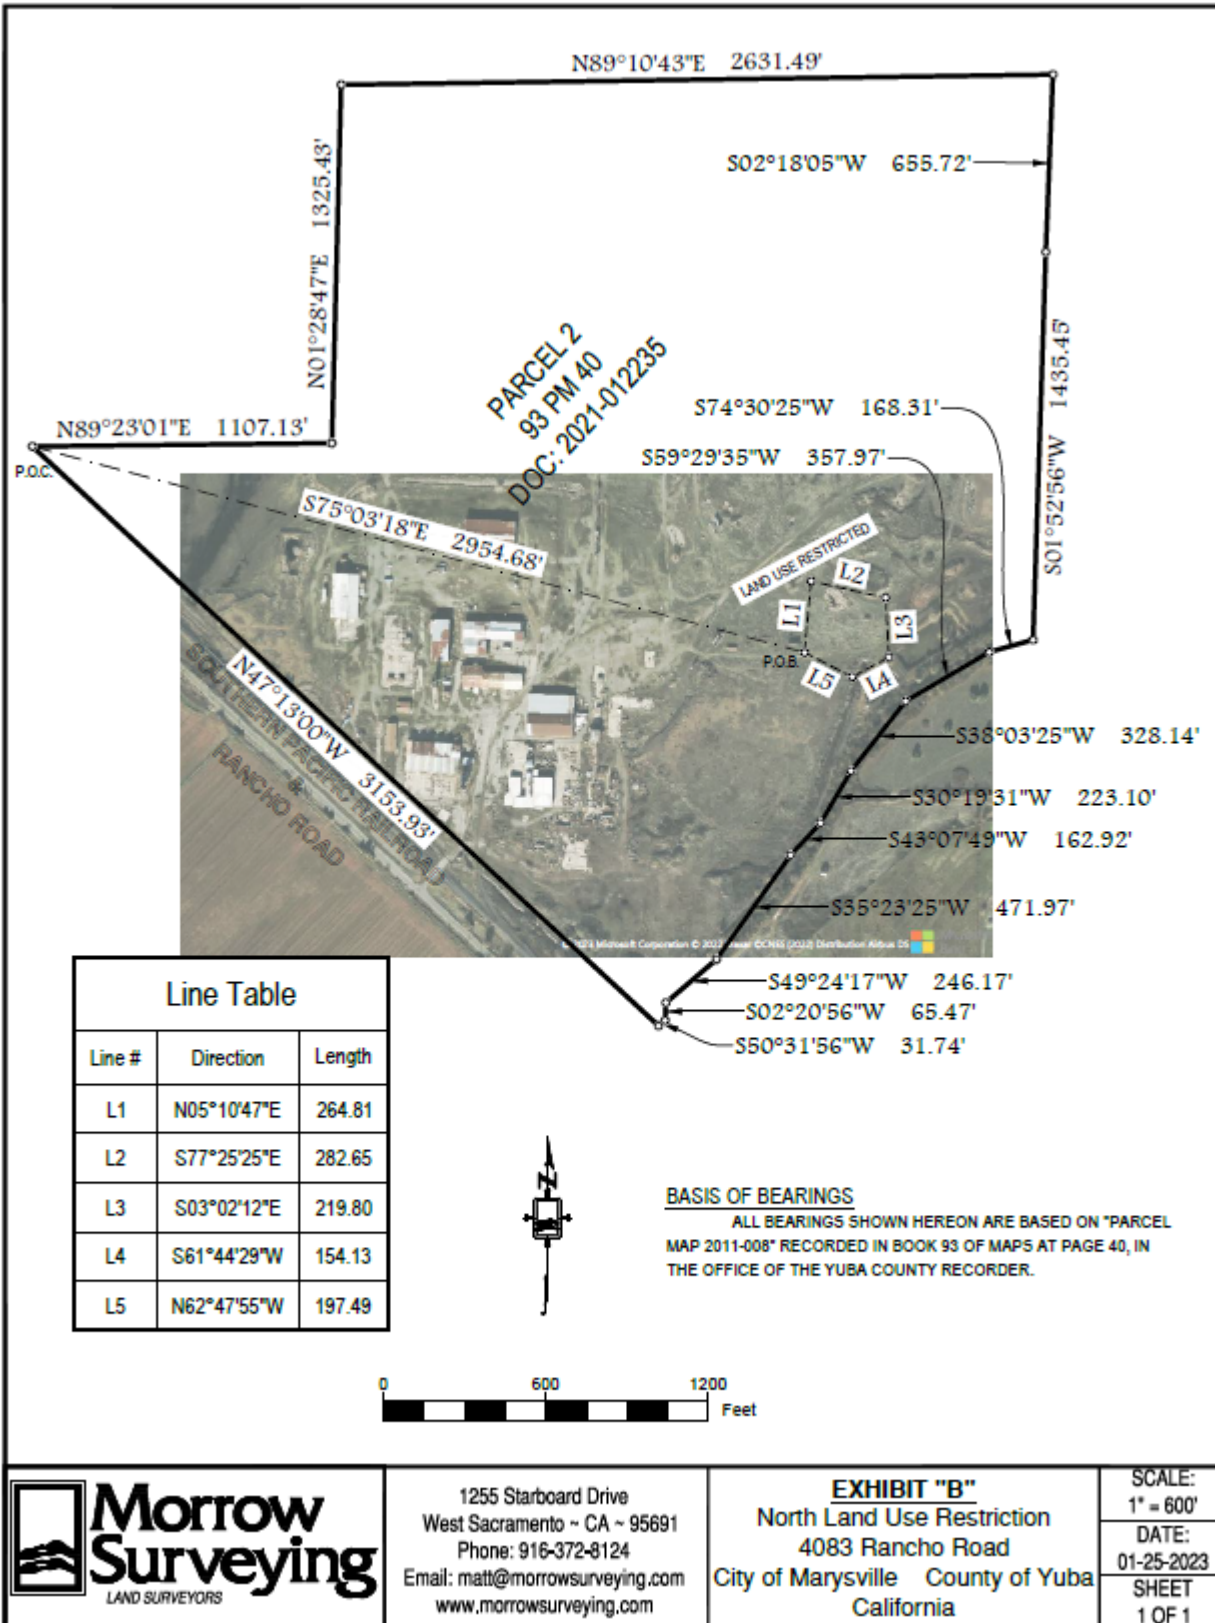 N89°10'43"E 2631.49'
S02°18'05"W 655.72'
N01°28'47"E 1325.43'
PARCEL 2
93 PM 40
DOC: 2021-012235
S01°52'56"W 1435.45'
S74°30'25"W 168.31'
N89°23'01"E 1107.13'
S59°29'35"W 357.97'
P.O.C.
S75°03'18"E 2954.68'
LAND USE RESTRICTED
L2
L1
L3
P.O.B.
L5
L4
N47°13'00"W 3153.93'
SOUTHERN PACIFIC RAILROAD
&
RANCHO ROAD
S38°03'25"W 328.14'
S30°19'31"W 223.10'
S43°07'49"W 162.92'
S35°23'25"W 471.97'
Microsoft Corporation © 2022 ©CNES (2022) Distribution Airbus DS
S49°24'17"W 246.17'
S02°20'56"W 65.47'
S50°31'56"W 31.74'
Line Table
Line # Direction Length
L1 N05°10'47"E 264.81
L2 S77°25'25"E 282.65
L3 S03°02'12"E 219.80
L4 S61°44'29"W 154.13
L5 N62°47'55"W 197.49
N
BASIS OF BEARINGS
ALL BEARINGS SHOWN HEREON ARE BASED ON "PARCEL
MAP 2011-008" RECORDED IN BOOK 93 OF MAPS AT PAGE 40, IN
THE OFFICE OF THE YUBA COUNTY RECORDER.
0 600 1200
Feet
Morrow
Surveying
LAND SURVEYORS
1255 Starboard Drive
West Sacramento ~ CA ~ 95691
Phone: 916-372-8124
Email: matt@morrowsurveying.com
www.morrowsurveying.com
EXHIBIT "B"
North Land Use Restriction
4083 Rancho Road
City of Marysville County of Yuba
California
SCALE:
1" = 600'
DATE:
01-25-2023
SHEET
1 OF 1